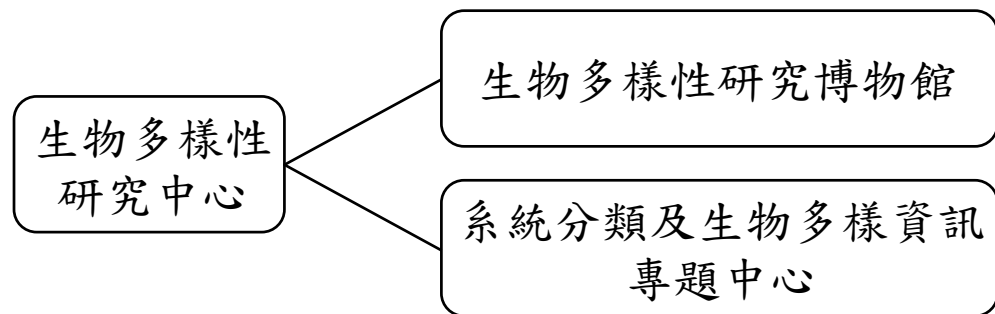 生物多樣性
研究中心
生物多樣性研究博物館
系統分類及生物多樣資訊
專題中心